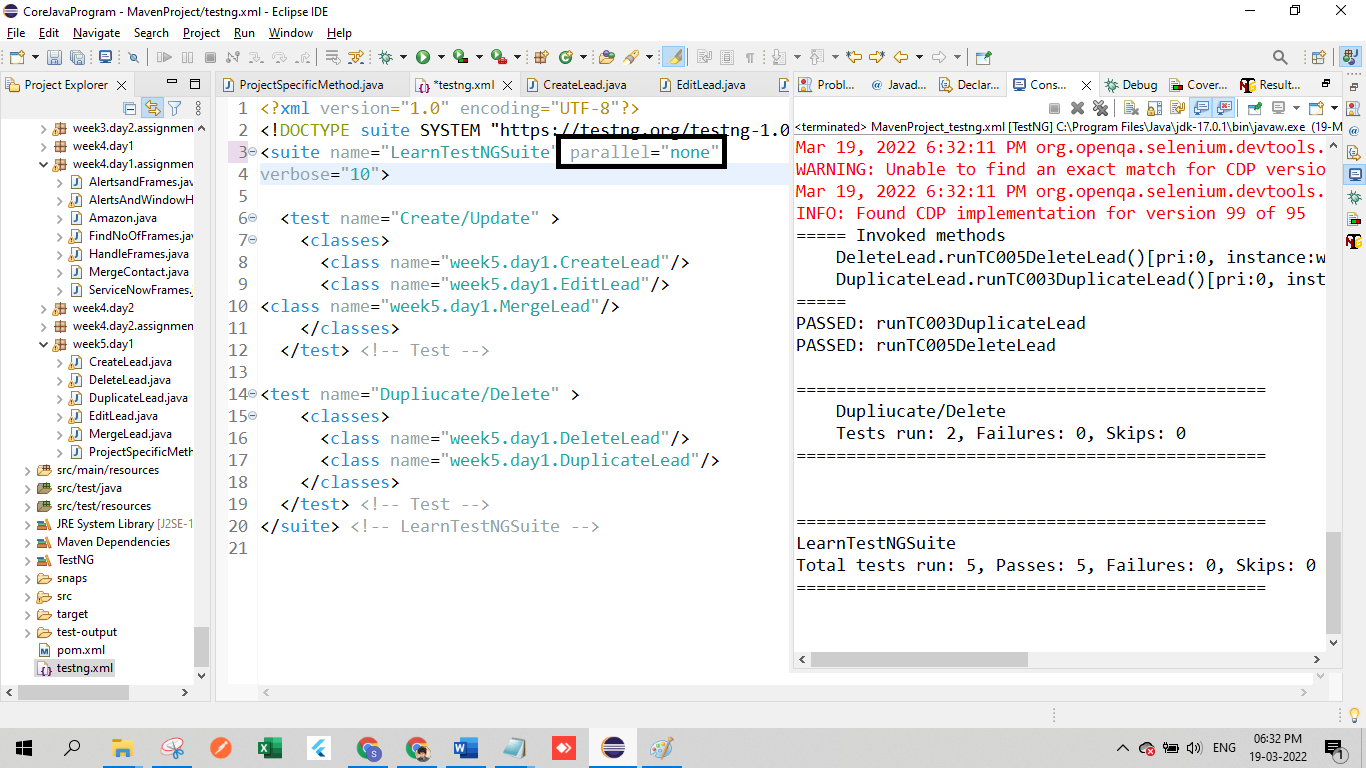 CoreJavaProgram - MavenProject/testng.xml - Eclipse IDE
File Edit Navigate Search Project Run Window Help
Project Explorer
week3.day2.assignmen
week4.day1
week4.day1.assignmen
AlertsandFrames.jav
AlertsAndWindowH
Amazon.java
FindNoOfFrames.jav
HandleFrames.java
MergeContact.java
ServiceNowFrames.
week4.day2
week4.day2.assignmen
week5.day1
CreateLead.java
DeleteLead.java
DuplicateLead.java
EditLead.java
MergeLead.java
ProjectSpecificMeth
src/main/resources
src/test/java
src/test/resources
JRE System Library [J2SE-1
Maven Dependencies
TestNG
snaps
src
target
test-output
pom.xml
testng.xml
ProjectSpecificMethod.java *testng.xml CreateLead.java EditLead.java
1 <?xml version="1.0" encoding="UTF-8"?>
2 <!DOCTYPE suite SYSTEM "https://testng.org/testng-1.0
3 <suite name="LearnTestNGSuite" parallel="none"
4 verbose="10">
5
6 <test name="Create/Update" >
7 <classes>
8 <class name="week5.day1.CreateLead"/>
9 <class name="week5.day1.EditLead"/>
10 <class name="week5.day1.MergeLead"/>
11 </classes>
12 </test> <!-- Test -->
13
14 <test name="Dupliucate/Delete" >
15 <classes>
16 <class name="week5.day1.DeleteLead"/>
17 <class name="week5.day1.DuplicateLead"/>
18 </classes>
19 </test> <!-- Test -->
20 </suite> <!-- LearnTestNGSuite -->
21
Probl... @ Javad... Declar... Cons... Debug Cover... Result...
<terminated> MavenProject_testng.xml [TestNG] C:\Program Files\Java\jdk-17.0.1\bin\javaw.exe (19-M
Mar 19, 2022 6:32:11 PM org.openqa.selenium.devtools.
WARNING: Unable to find an exact match for CDP versio
Mar 19, 2022 6:32:11 PM org.openqa.selenium.devtools.
INFO: Found CDP implementation for version 99 of 95
===== Invoked methods
DeleteLead.runTC005DeleteLead()[pri:0, instance:w
DuplicateLead.runTC003DuplicateLead()[pri:0, inst
=====
PASSED: runTC003DuplicateLead
PASSED: runTC005DeleteLead
===============================================
Dupliucate/Delete
Tests run: 2, Failures: 0, Skips: 0
===============================================
===============================================
LearnTestNGSuite
Total tests run: 5, Passes: 5, Failures: 0, Skips: 0
===============================================
ENG
06:32 PM
19-03-2022
1